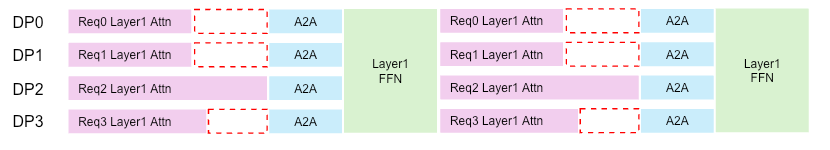 DP0 Req0 Layer1 Attn A2A Req0 Layer1 Attn A2A
DP1 Req1 Layer1 Attn A2A Req1 Layer1 Attn A2A
Layer1 Layer1
FFN FFN
DP2 Req2 Layer1 Attn A2A Req2 Layer1 Attn A2A
DP3 Req3 Layer1 Attn A2A Req3 Layer1 Attn A2A